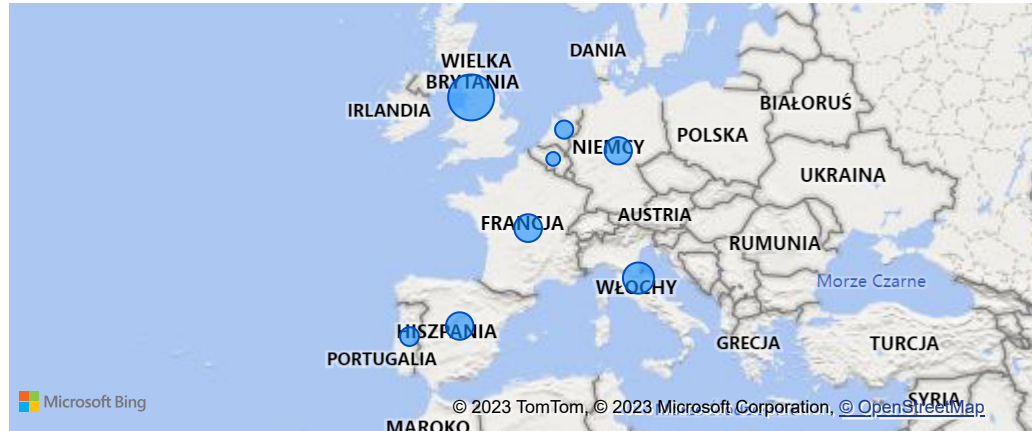 DANIA
WIELKA
BRYTANIA
IRLANDIA
BIAŁORUŚ
POLSKA
NIEMCY
UKRAINA
AUSTRIA
FRANCJA
RUMUNIA
Morze Czarne
WŁOCHY
HISZPANIA
GRECJA
TURCJA
PORTUGALIA
SYRIA
Microsoft Bing
© 2023 TomTom, © 2023 Microsoft Corporation, © OpenStreetMap
MAROKO